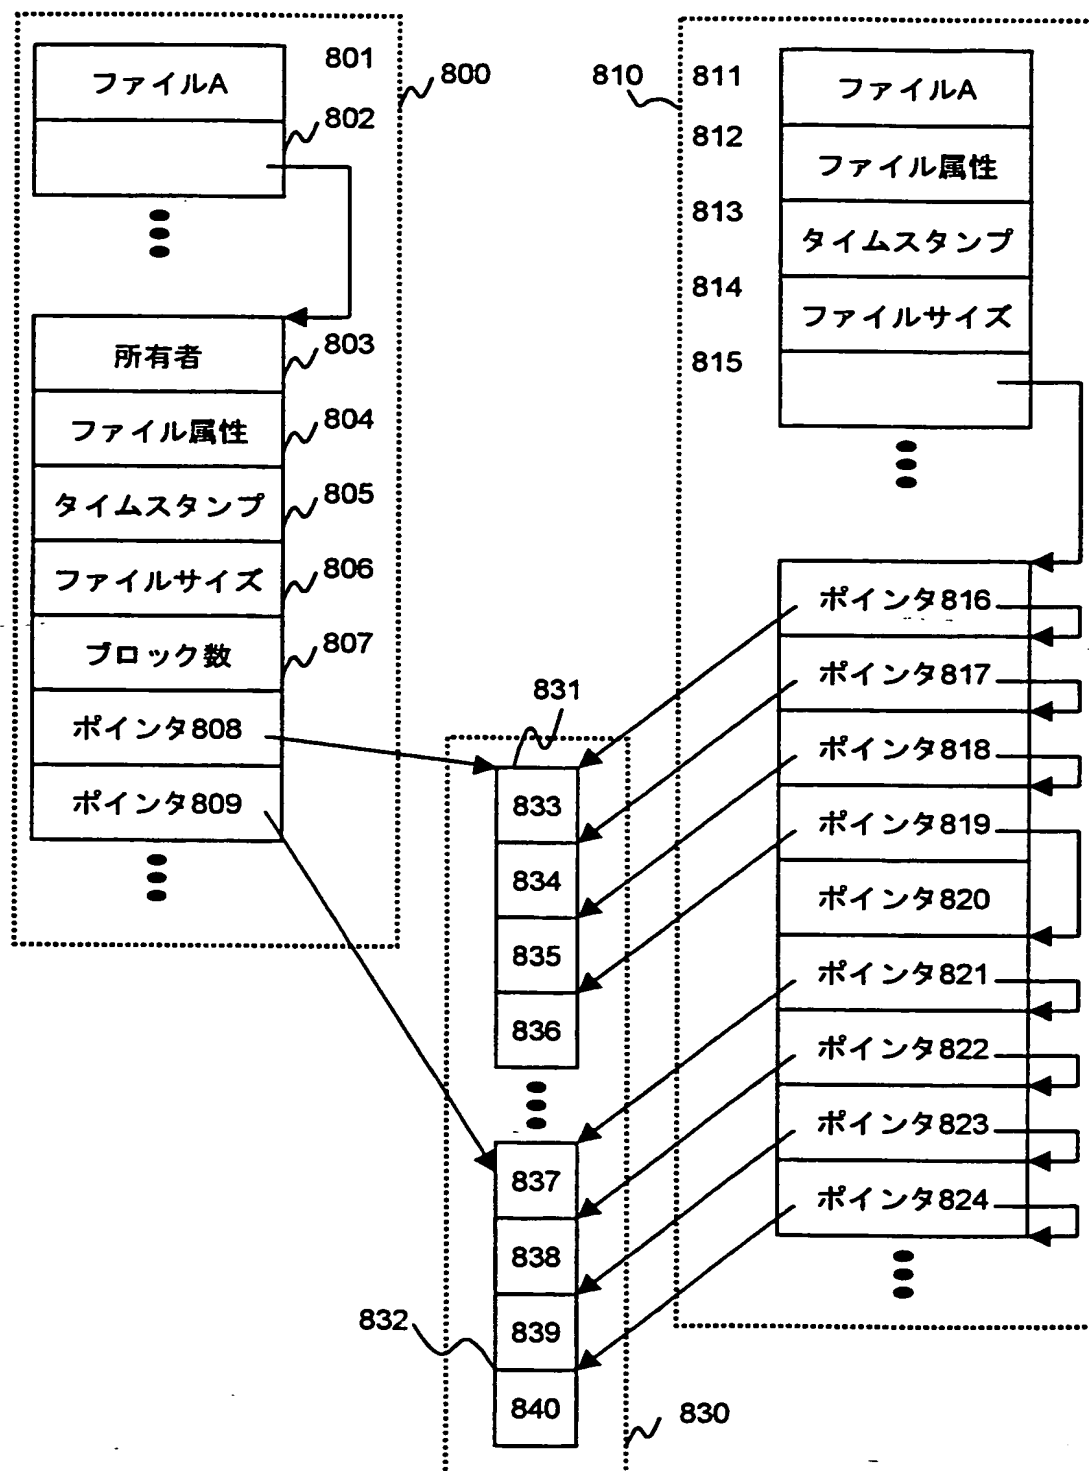 801
ファイルA
800
802
所有者
803
ファイル属性
804
タイムスタンプ
805
ファイルサイズ
806
ブロック数
807
ポインタ808
ポインタ809
831
833
834
835
836
837
838
839
840
832
830
810
811
ファイルA
812
ファイル属性
813
タイムスタンプ
814
ファイルサイズ
815
ポインタ816
ポインタ817
ポインタ818
ポインタ819
ポインタ820
ポインタ821
ポインタ822
ポインタ823
ポインタ824